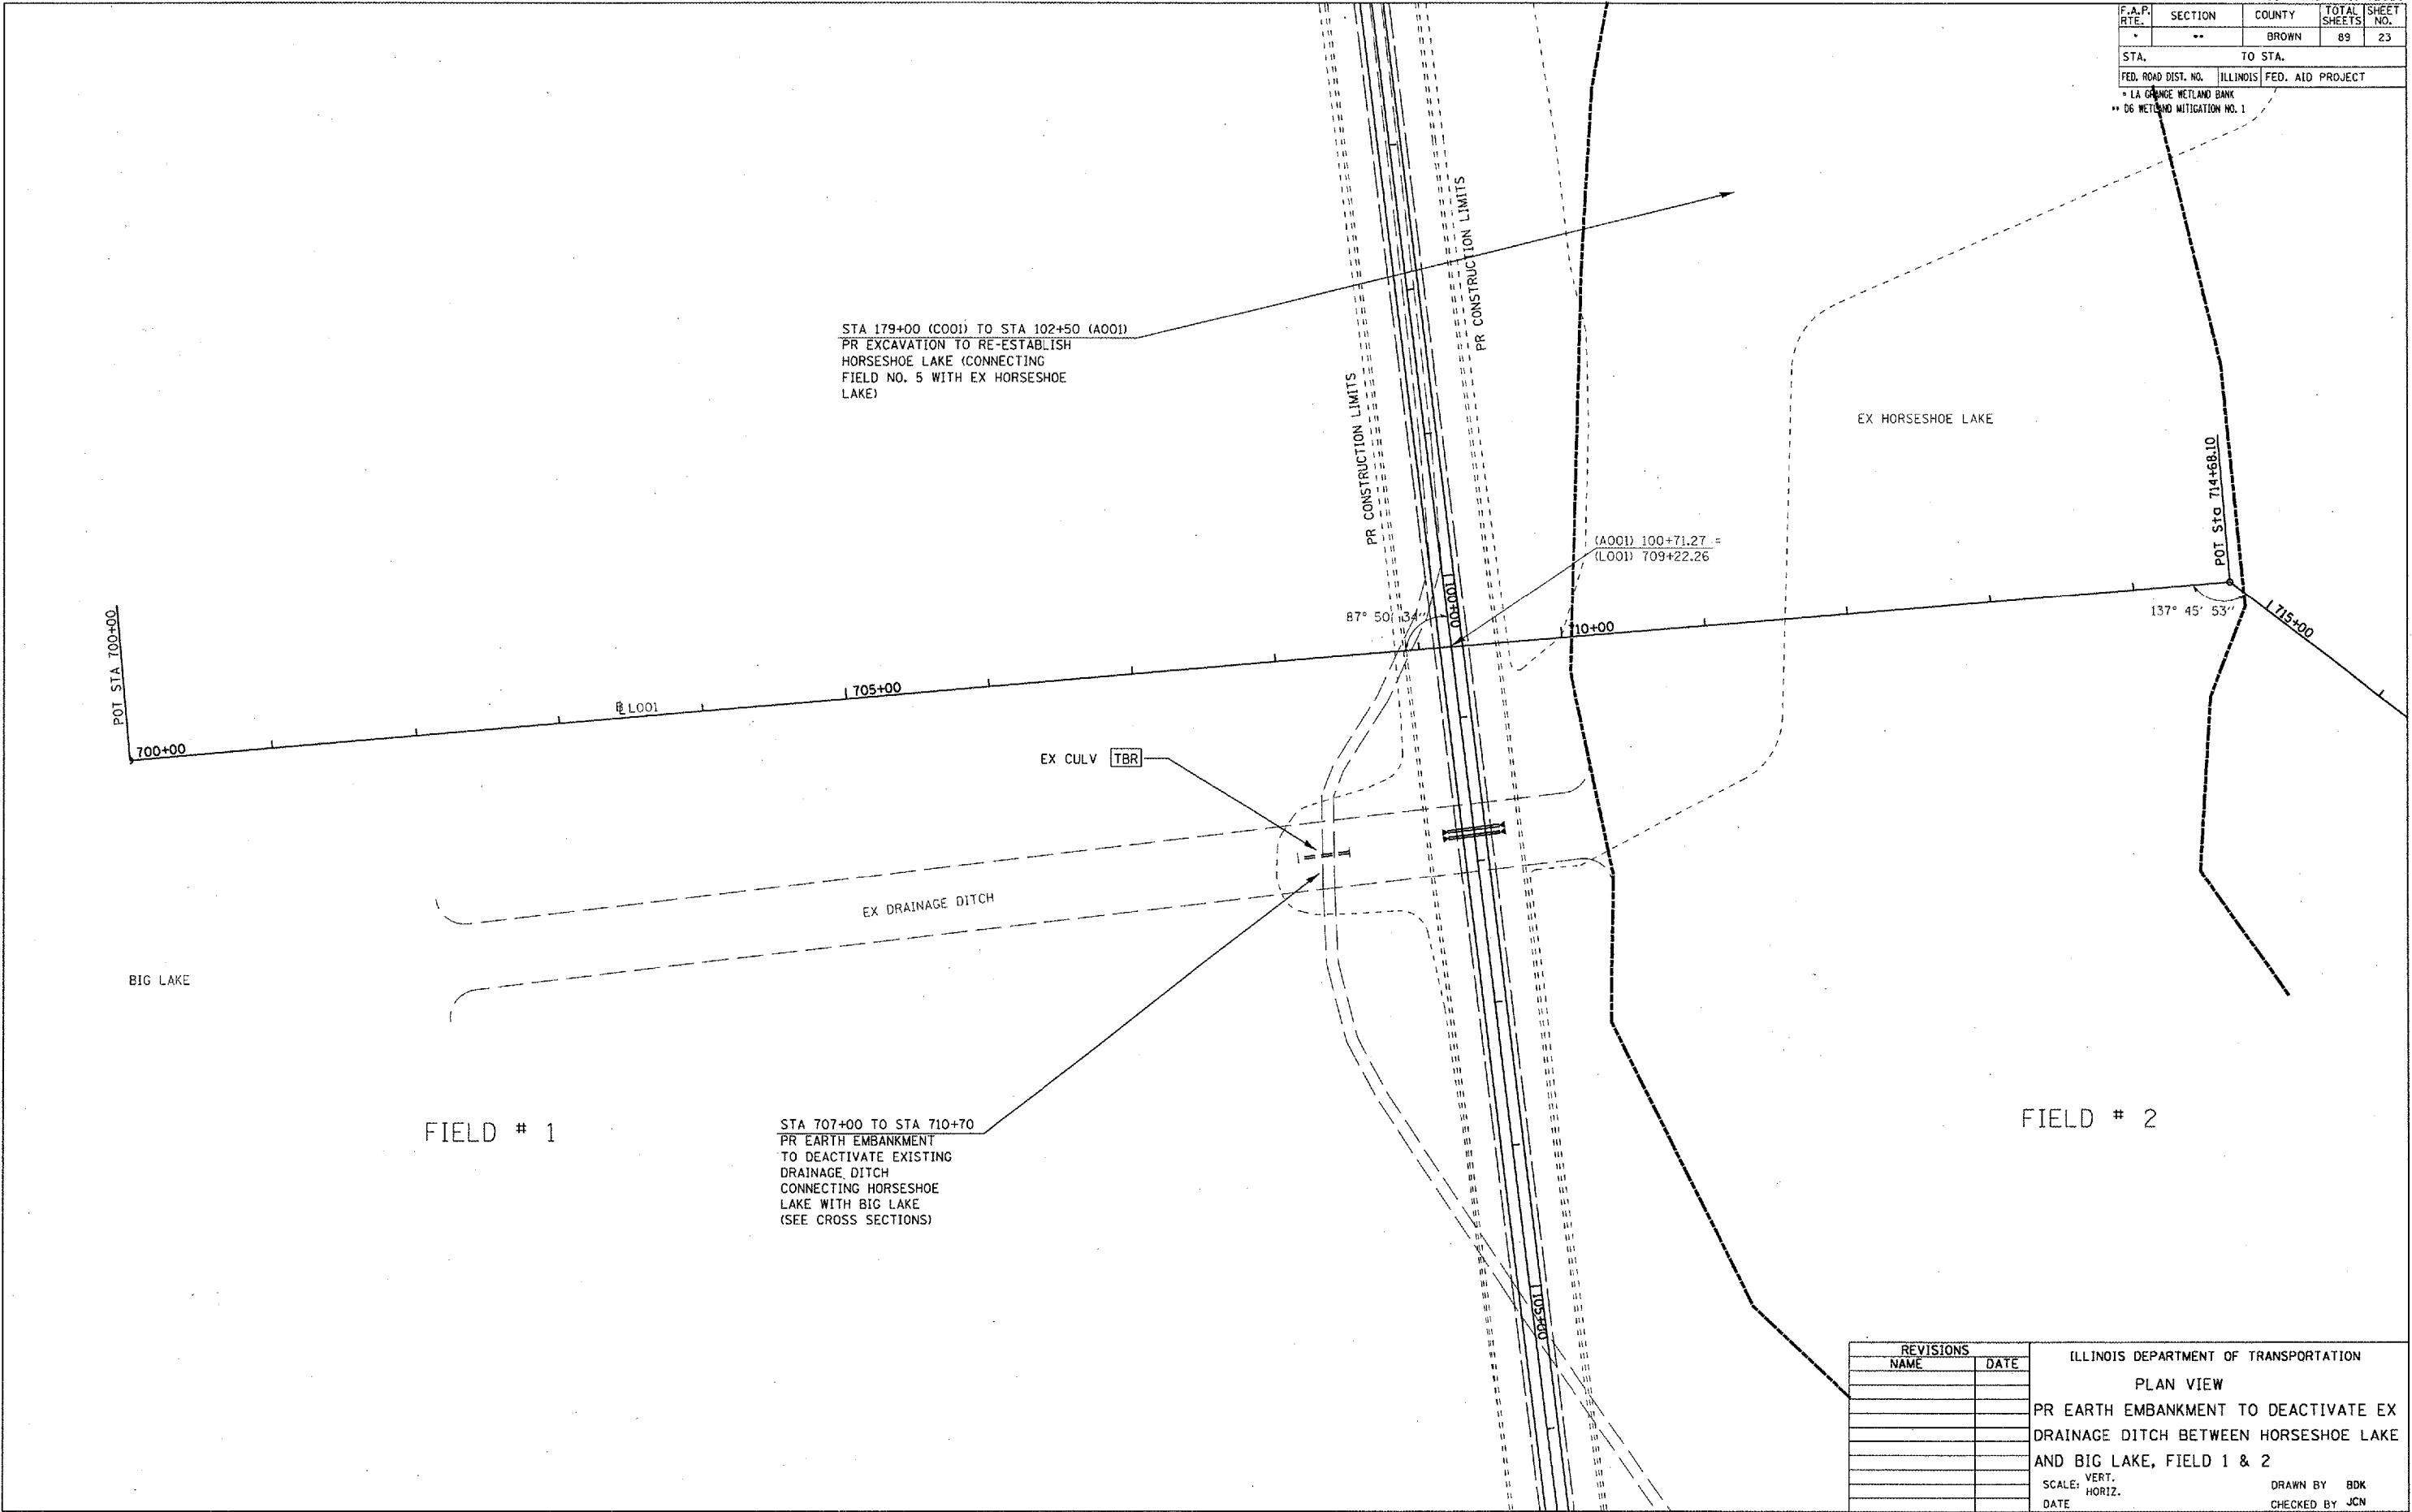 F.A.P. RTE. SECTION COUNTY TOTAL SHEETS SHEET NO.
* ** BROWN 89 23
STA. TO STA.
FED. ROAD DIST. NO. ILLINOIS FED. AID PROJECT
* LA GRANGE WETLAND BANK
** D6 WETLAND MITIGATION NO. 1
PR CONSTRUCTION LIMITS
STA 179+00 (C001) TO STA 102+50 (A001)
PR EXCAVATION TO RE-ESTABLISH
HORSESHOE LAKE (CONNECTING
FIELD NO. 5 WITH EX HORSESHOE
LAKE)
PR CONSTRUCTION LIMITS
EX HORSESHOE LAKE
POT Sta 714+68.10
(A001) 100+71.27 =
(L001) 709+22.26
100+00
87° 50' 34"
710+00
137° 45' 53"
715+00
POT STA 700+00
700+00
L001
705+00
EX CULV TBR
EX DRAINAGE DITCH
BIG LAKE
FIELD # 1
STA 707+00 TO STA 710+70
PR EARTH EMBANKMENT
TO DEACTIVATE EXISTING
DRAINAGE DITCH
CONNECTING HORSESHOE
LAKE WITH BIG LAKE
(SEE CROSS SECTIONS)
FIELD # 2
105+00
REVISIONS
NAME DATE
ILLINOIS DEPARTMENT OF TRANSPORTATION
PLAN VIEW
PR EARTH EMBANKMENT TO DEACTIVATE EX
DRAINAGE DITCH BETWEEN HORSESHOE LAKE
AND BIG LAKE, FIELD 1 & 2
SCALE: VERT.
HORIZ.
DRAWN BY BDK
DATE
CHECKED BY JCN